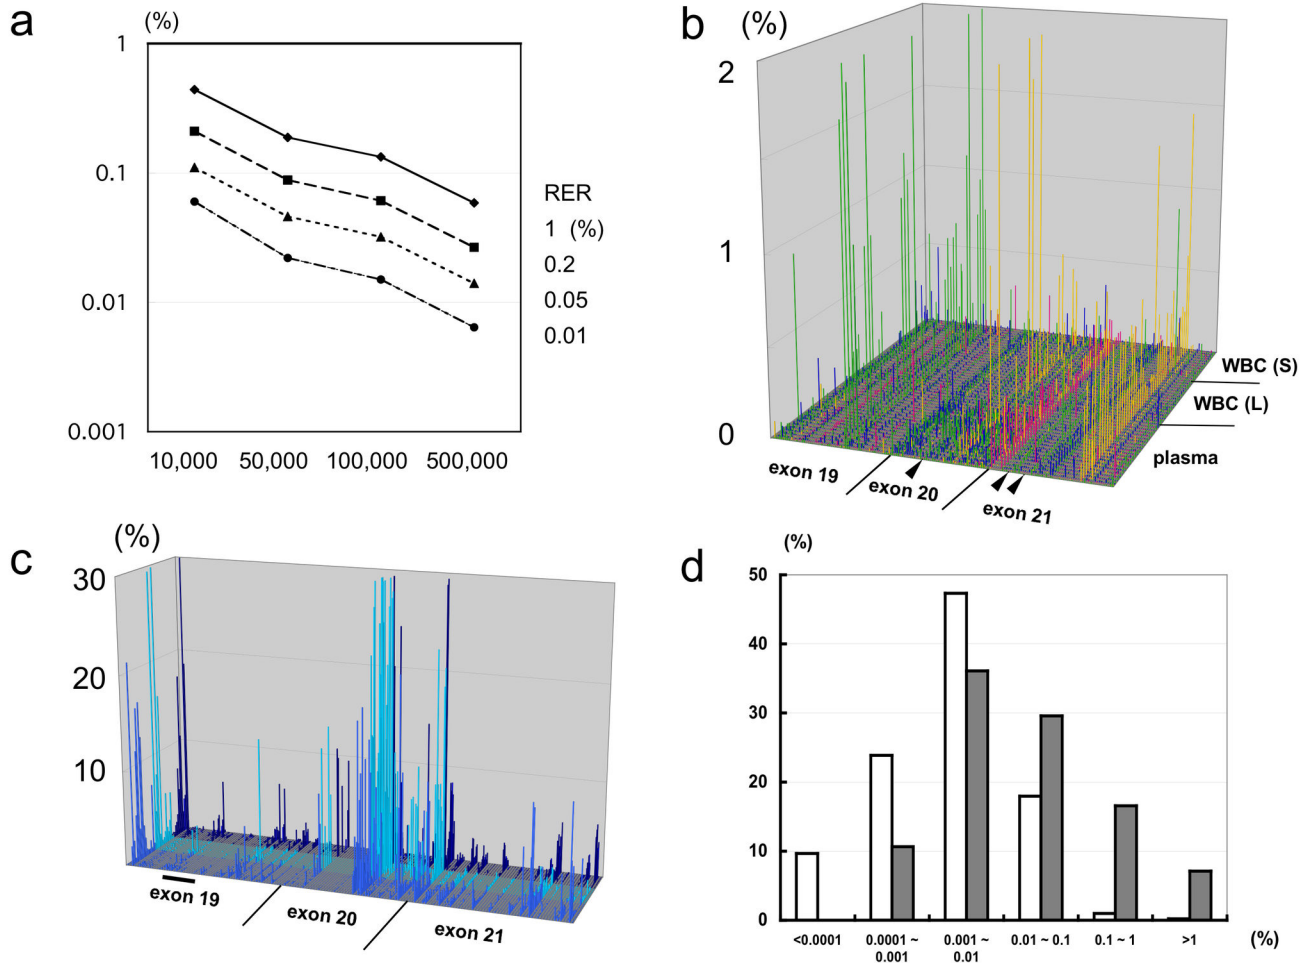 a
(%)
1
0.1
0.01
0.001
10,000 50,000 100,000 500,000
RER
1 (%)
0.2
0.05
0.01
b
(%)
2
1
0
exon 19
exon 20
exon 21
WBC (S)
WBC (L)
plasma
c
(%)
30
20
10
exon 19
exon 20
exon 21
d
(%)
50
40
30
20
10
0
<0.0001 0.0001 ~ 0.001 ~ 0.01 ~ 0.1 0.1 ~ 1 >1 (%)
0.001 0.01